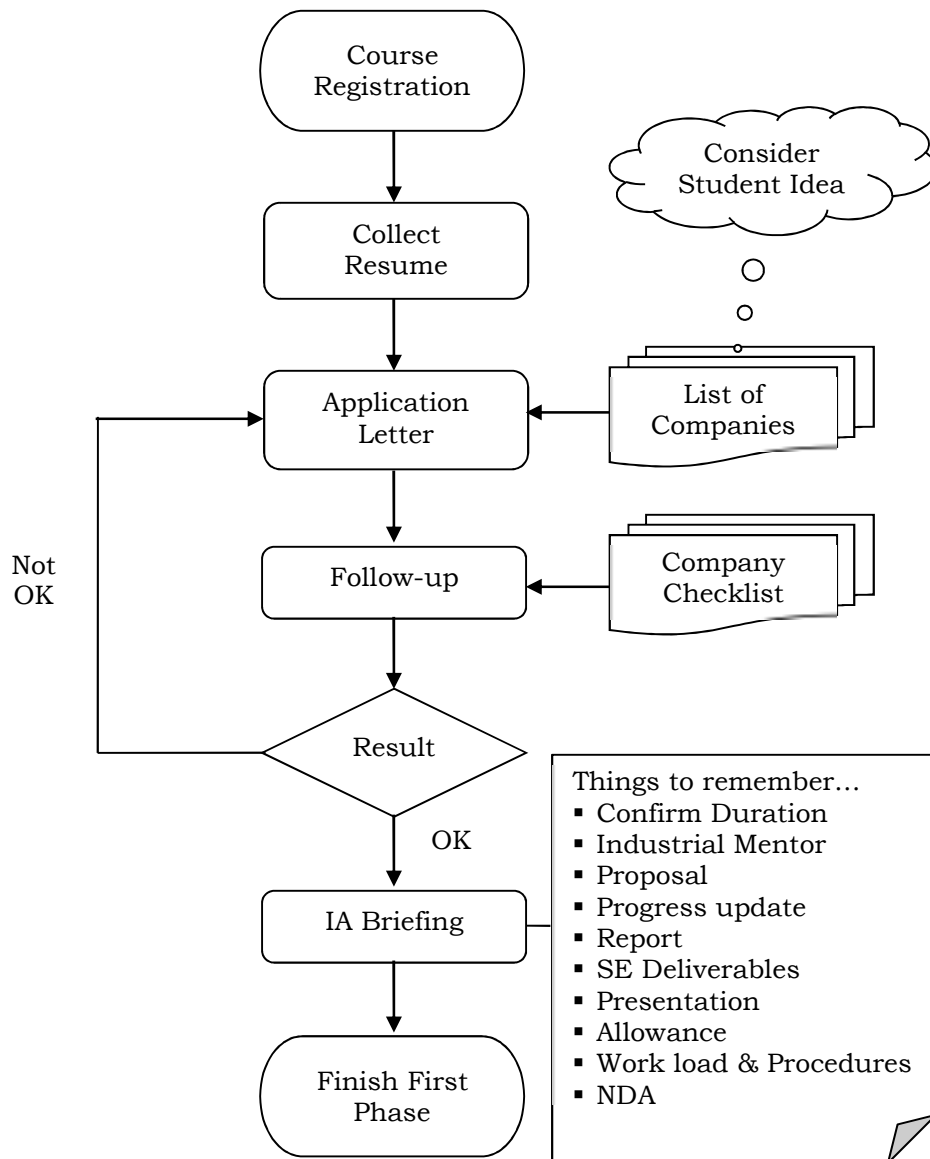 Course
Registration
Consider
Student Idea
Collect
Resume
Application
Letter
List of
Companies
Not
OK
Follow-up
Company
Checklist
Result
OK
IA Briefing
Things to remember…
▪ Confirm Duration
▪ Industrial Mentor
▪ Proposal
▪ Progress update
▪ Report
▪ SE Deliverables
▪ Presentation
▪ Allowance
▪ Work load & Procedures
▪ NDA
Finish First
Phase